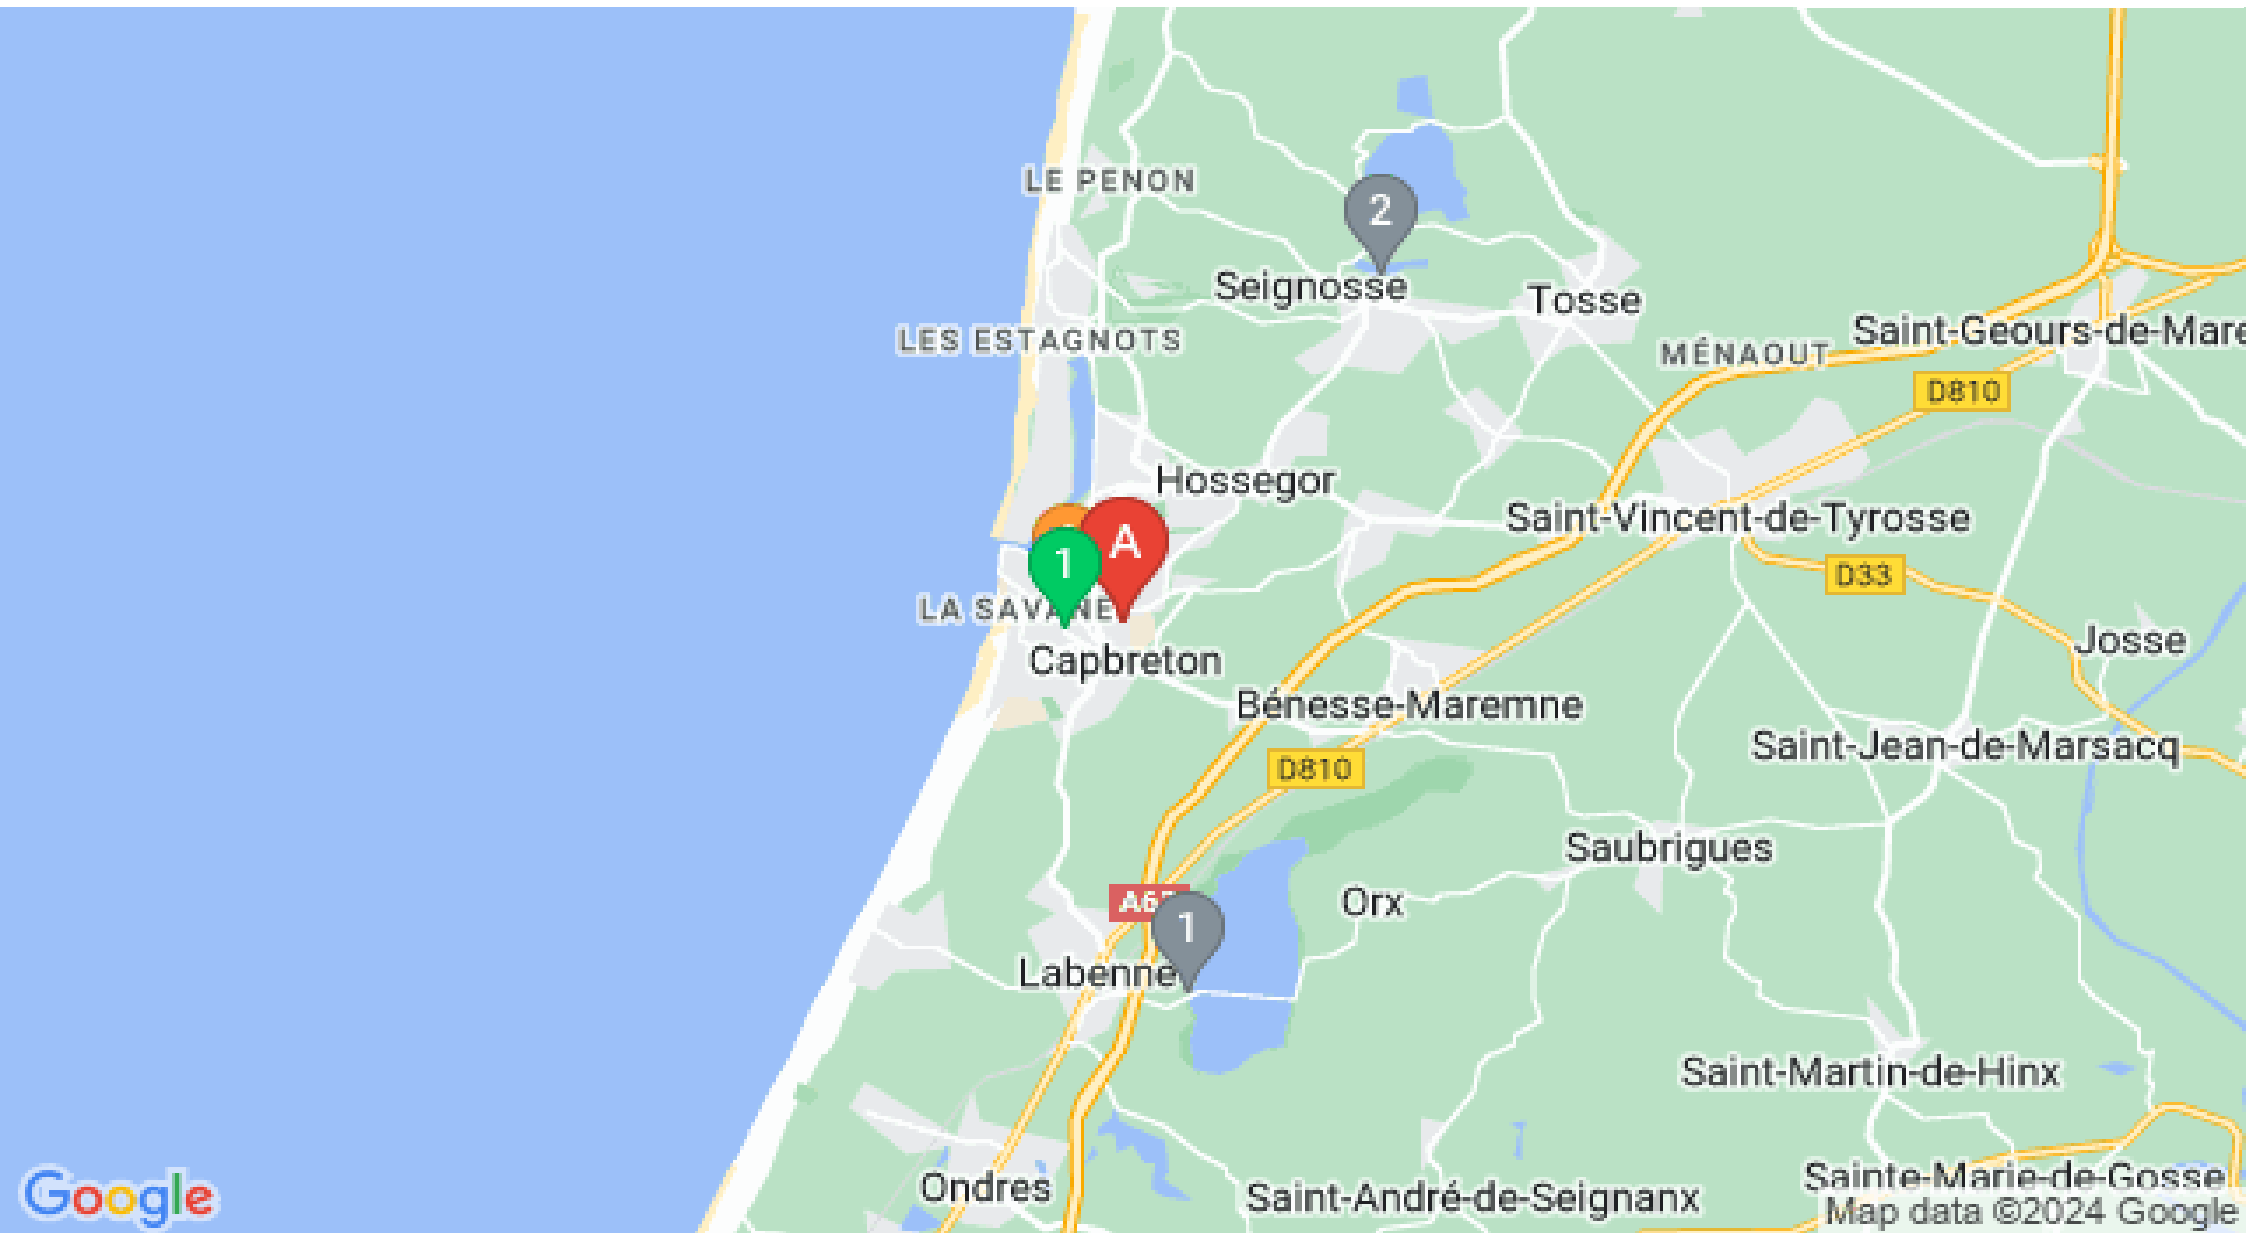 LE PENON
2
Seignosse
Tosse
LES ESTAGNOTS
MÉNAOUT
Saint-Geours-de-Mare
D810
Hossegor
Saint-Vincent-de-Tyrosse
A
1
D33
LA SAVANE
Josse
Capbreton
Bénesse-Maremne
D810
Saint-Jean-de-Marsacq
Saubrigues
Orx
1
Labenne
Saint-Martin-de-Hinx
Ondres
Saint-André-de-Seignanx
Sainte-Marie-de-Gosse
Google
Map data ©2024 Google